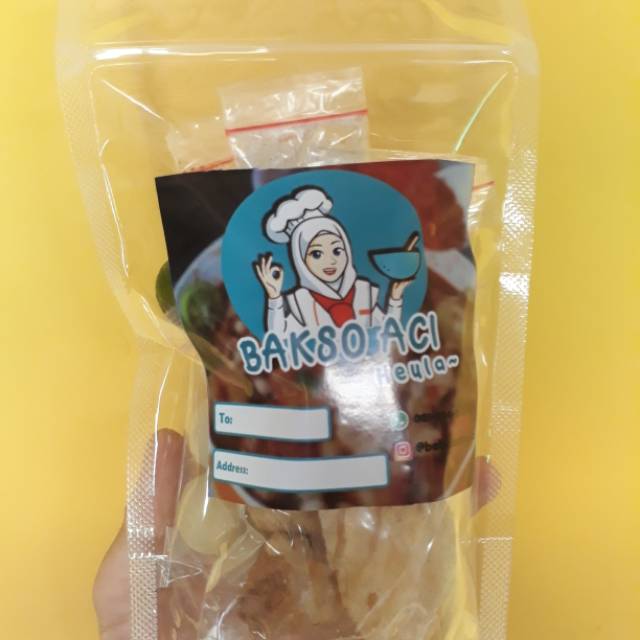 BAKSO ACI
Heula~
To:
Address: